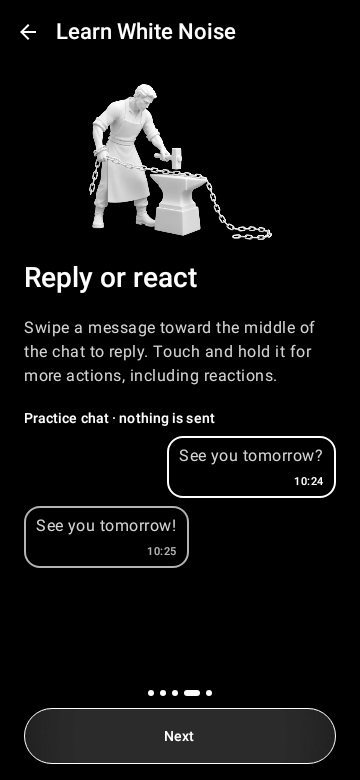 Learn White Noise
Reply or react
Swipe a message toward the middle of
the chat to reply. Touch and hold it for
more actions, including reactions.
Practice chat · nothing is sent
See you tomorrow?
10:24
See you tomorrow!
10:25
Next